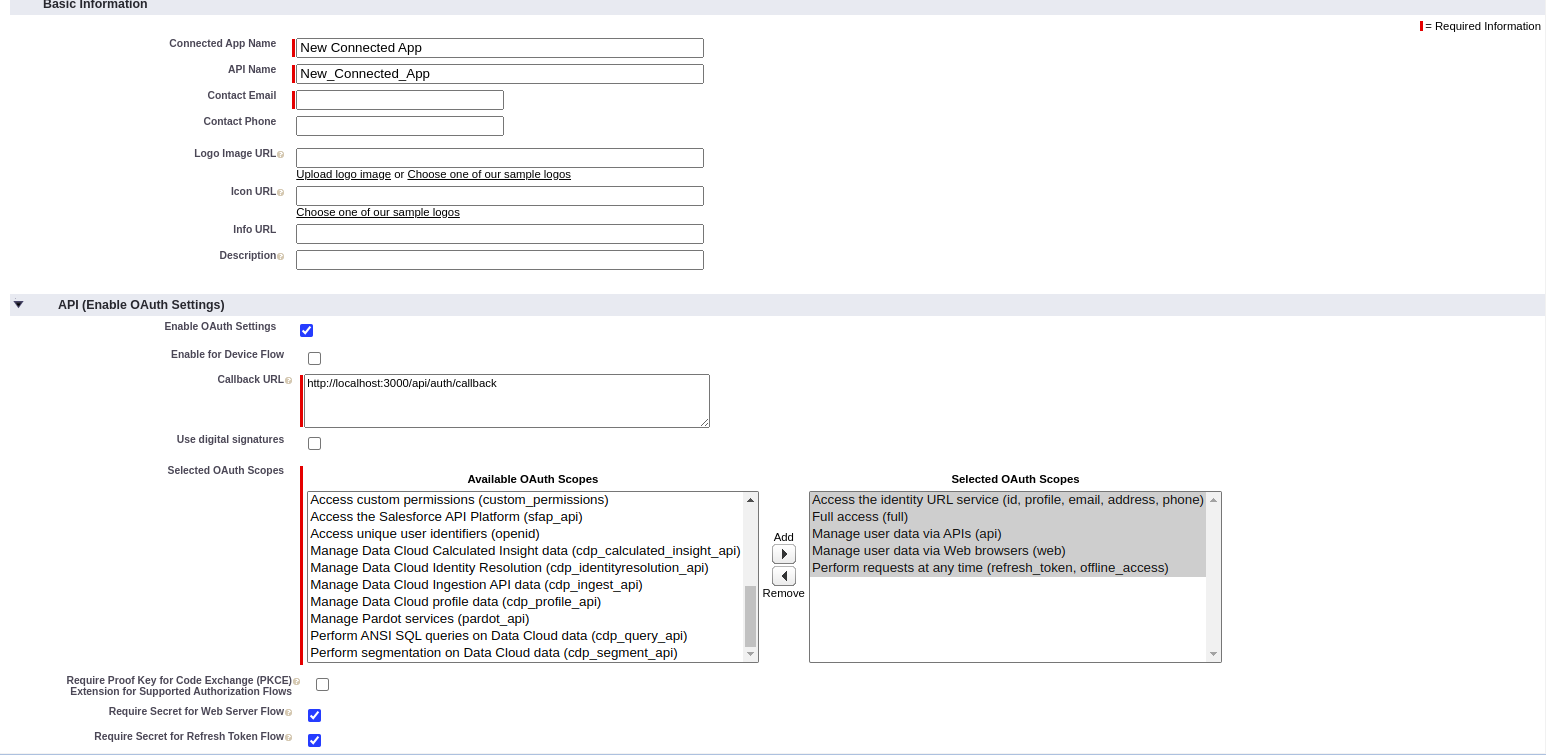 Basic Information
= Required Information
Connected App Name New Connected App
API Name New_Connected_App
Contact Email
Contact Phone
Logo Image URL
Upload logo image or Choose one of our sample logos
Icon URL
Choose one of our sample logos
Info URL
Description
API (Enable OAuth Settings)
Enable OAuth Settings
Enable for Device Flow
Callback URL http://localhost:3000/api/auth/callback
Use digital signatures
Selected OAuth Scopes
Available OAuth Scopes
Access custom permissions (custom_permissions)
Access the Salesforce API Platform (sfap_api)
Access unique user identifiers (openid)
Manage Data Cloud Calculated Insight data (cdp_calculated_insight_api)
Manage Data Cloud Identity Resolution (cdp_identityresolution_api)
Manage Data Cloud Ingestion API data (cdp_ingest_api)
Manage Data Cloud profile data (cdp_profile_api)
Manage Pardot services (pardot_api)
Perform ANSI SQL queries on Data Cloud data (cdp_query_api)
Perform segmentation on Data Cloud data (cdp_segment_api)
Add
Remove
Selected OAuth Scopes
Access the identity URL service (id, profile, email, address, phone)
Full access (full)
Manage user data via APIs (api)
Manage user data via Web browsers (web)
Perform requests at any time (refresh_token, offline_access)
Require Proof Key for Code Exchange (PKCE)
Extension for Supported Authorization Flows
Require Secret for Web Server Flow
Require Secret for Refresh Token Flow